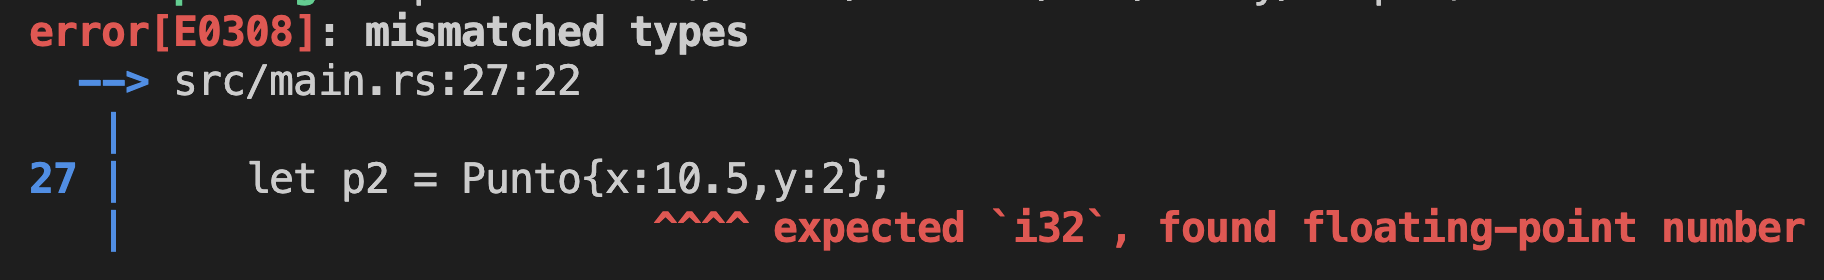 error[E0308]: mismatched types
--> src/main.rs:27:22
|
27 | let p2 = Punto{x:10.5,y:2};
| ^^^^ expected `i32`, found floating-point number